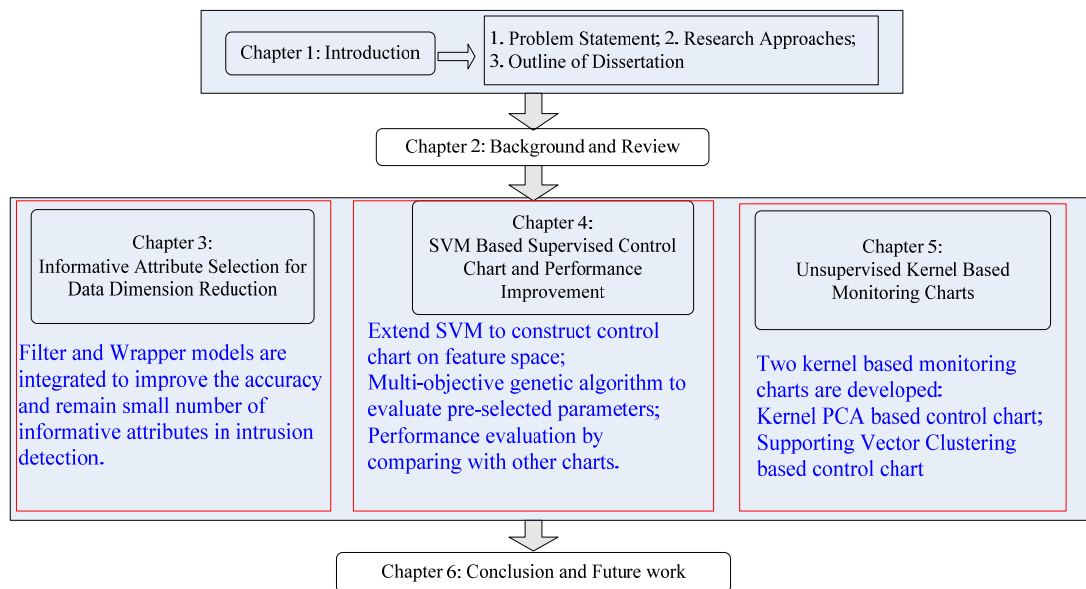 Chapter 1: Introduction
1. Problem Statement; 2. Research Approaches;
3. Outline of Dissertation
Chapter 2: Background and Review
Chapter 3:
Informative Attribute Selection for
Data Dimension Reduction
Filter and Wrapper models are
integrated to improve the accuracy
and remain small number of
informative attributes in intrusion
detection.
Chapter 4:
SVM Based Supervised Control
Chart and Performance
Improvement
Extend SVM to construct control
chart on feature space;
Multi-objective genetic algorithm to
evaluate pre-selected parameters;
Performance evaluation by
comparing with other charts.
Chapter 5:
Unsupervised Kernel Based
Monitoring Charts
Two kernel based monitoring
charts are developed:
Kernel PCA based control chart;
Supporting Vector Clustering
based control chart
Chapter 6: Conclusion and Future work